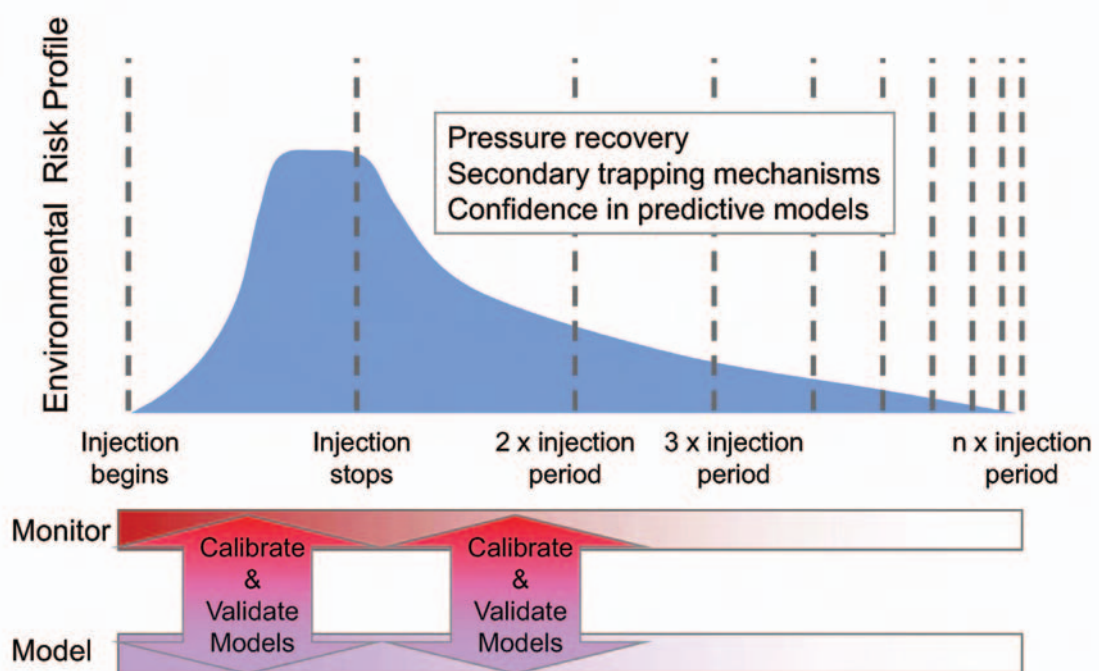 Environmental Risk Profile
Pressure recovery
Secondary trapping mechanisms
Confidence in predictive models
Injection
begins
Injection
stops
2 x injection
period
3 x injection
period
n x injection
period
Monitor
Calibrate
&
Validate
Models
Calibrate
&
Validate
Models
Model